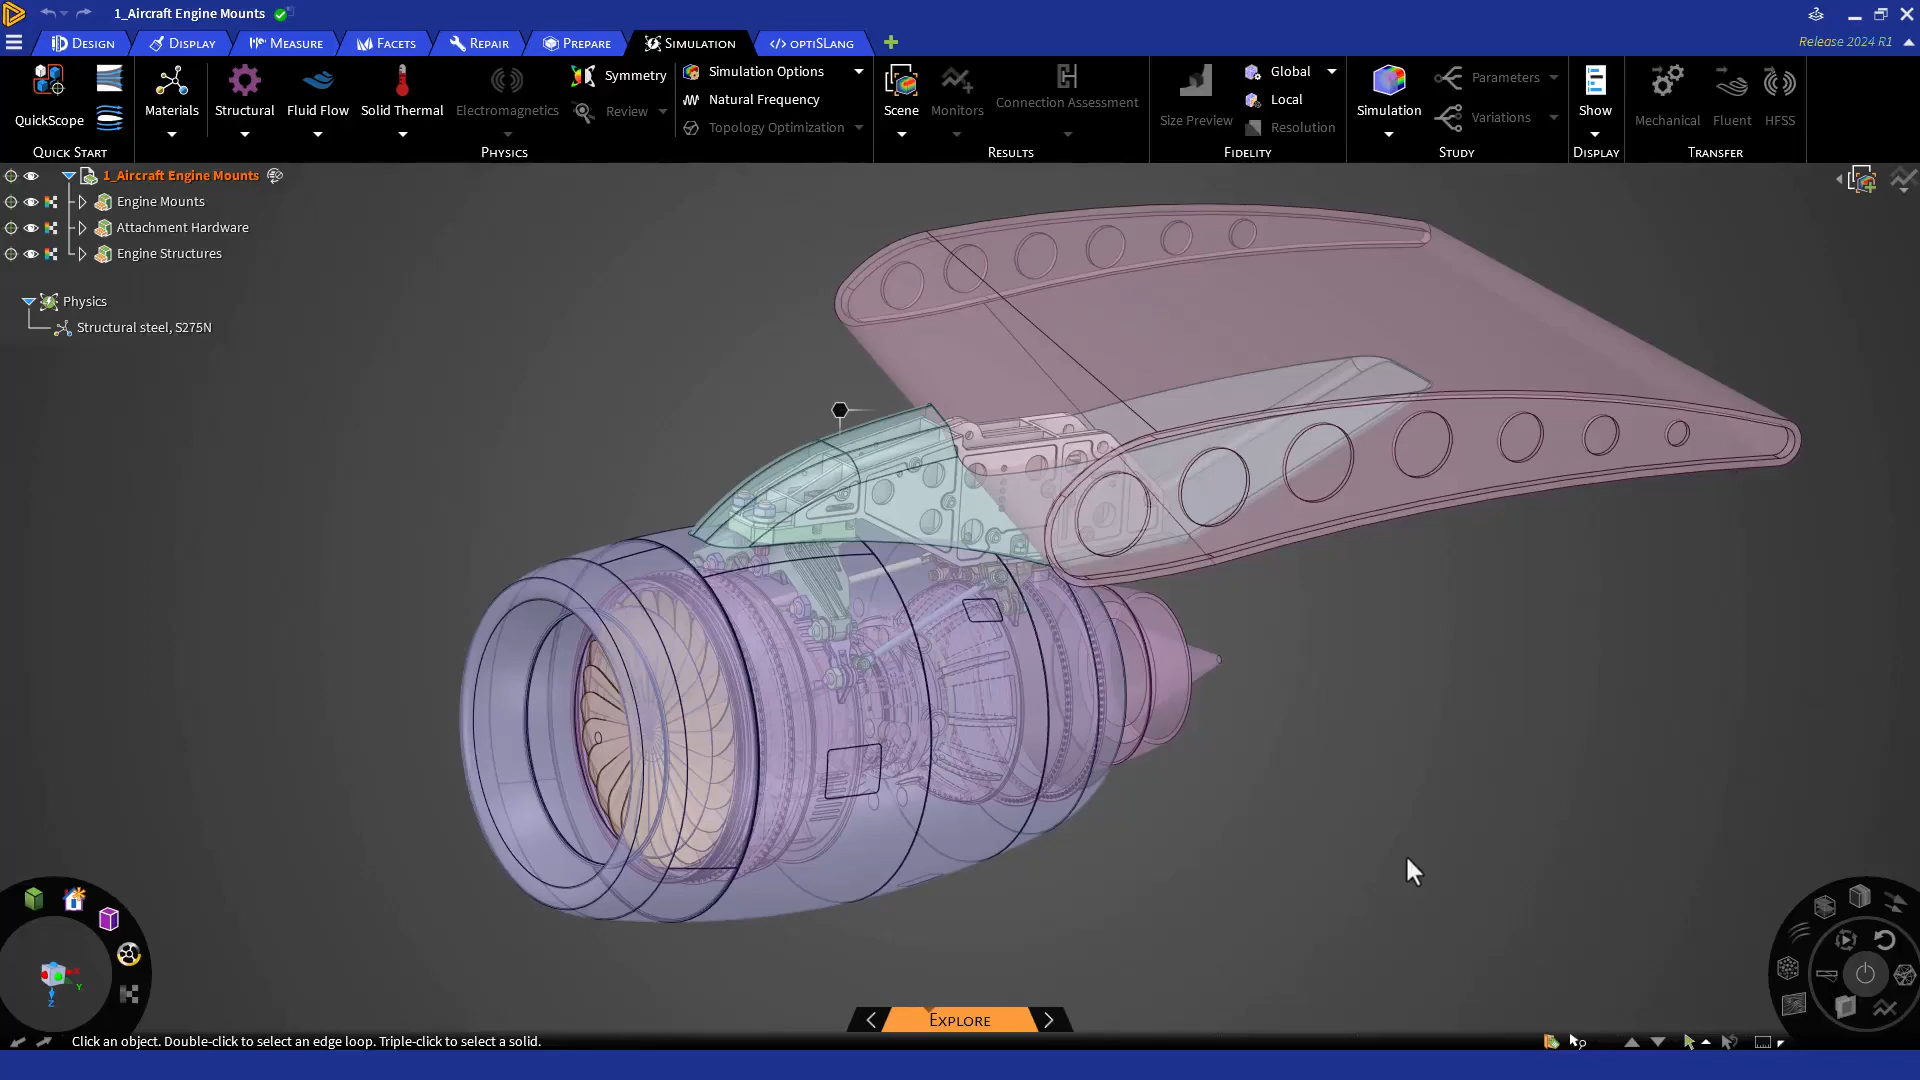 1_Aircraft Engine Mounts
Release 2024 R1
Design
Display
Measure
Facets
Repair
Prepare
Simulation
optiSLang
QuickScope
Quick Start
Materials
Structural
Fluid Flow
Solid Thermal
Electromagnetics
Symmetry
Review
Simulation Options
Natural Frequency
Topology Optimization
Physics
Scene
Monitors
Connection Assessment
Results
Size Preview
Global
Local
Resolution
Fidelity
Simulation
Parameters
Variations
Study
Show
Display
Mechanical
Fluent
HFSS
Transfer
1_Aircraft Engine Mounts
Engine Mounts
Attachment Hardware
Engine Structures
Physics
Structural steel, S275N
X
Y
Z
Explore
Click an object. Double-click to select an edge loop. Triple-click to select a solid.